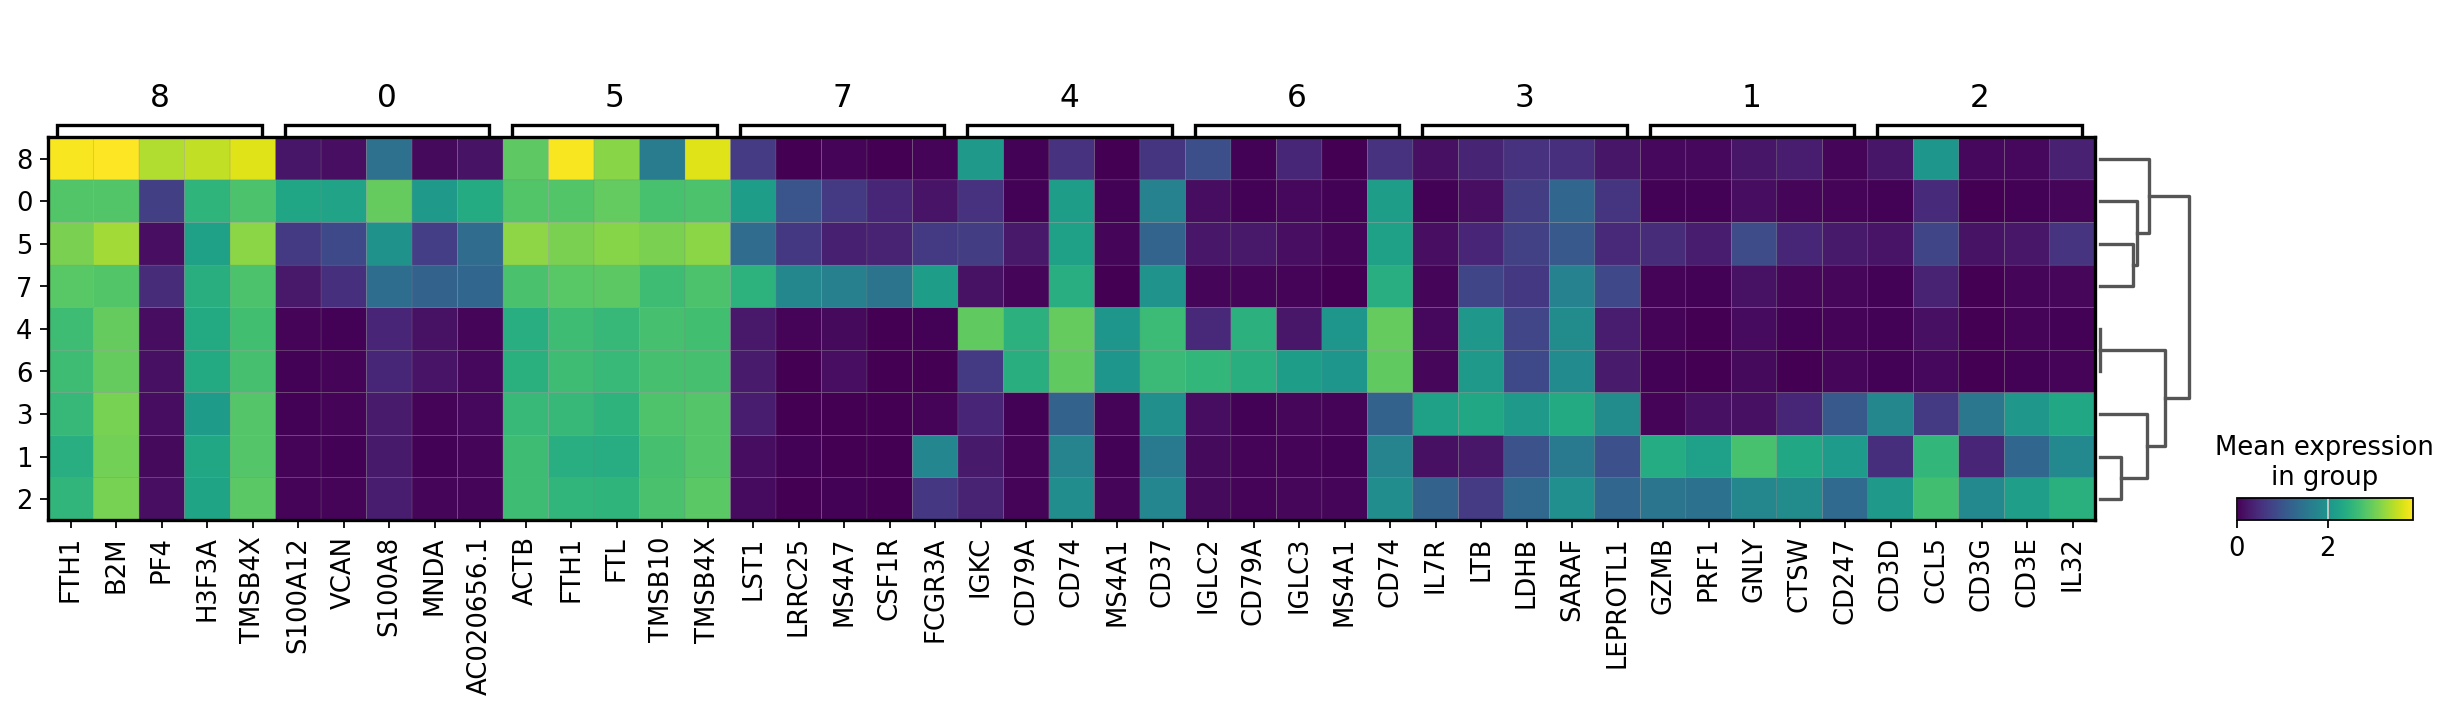 8 0 5 7 4 6 3 1 2
8
0
5
7
4
6
3
1
2
FTH1 B2M PF4 H3F3A TMSB4X S100A12 VCAN S100A8 MNDA AC020656.1 ACTB FTH1 FTL TMSB10 TMSB4X LST1 LRRC25 MS4A7 CSF1R FCGR3A IGKC CD79A CD74 MS4A1 CD37 IGLC2 CD79A IGLC3 MS4A1 CD74 IL7R LTB LDHB SARAF LEPROTL1 GZMB PRF1 GNLY CTSW CD247 CD3D CCL5 CD3G CD3E IL32
Mean expression
in group
0 2